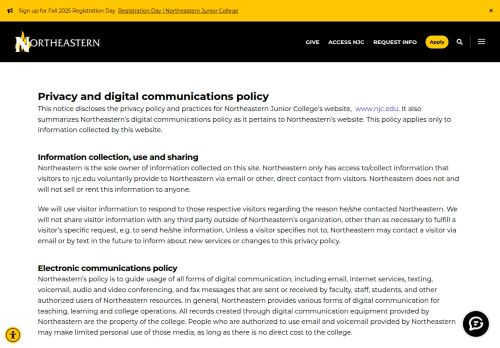 Sign up for Fall 2025 Registration Day Registration Day | Northeastern Junior College ×
NORTHEASTERN GIVE ACCESS NJC REQUEST INFO Apply
Privacy and digital communications policy
This notice discloses the privacy policy and practices for Northeastern Junior College's website, www.njc.edu. It also
summarizes Northeastern's digital communications policy as it pertains to Northeastern's website. This policy applies only to
information collected by this website.
Information collection, use and sharing
Northeastern is the sole owner of information collected on this site. Northeastern only has access to/collect information that
visitors to njc.edu voluntarily provide to Northeastern via email or other, direct contact from visitors. Northeastern does not and
will not sell or rent this information to anyone.
We will use visitor information to respond to those respective visitors regarding the reason he/she contacted Northeastern. We
will not share visitor information with any third party outside of Northeastern's organization, other than as necessary to fulfill a
visitor's specific request, e.g. to send he/she information. Unless a visitor specifies not to, Northeastern may contact a visitor via
email or by text in the future to inform about new services or changes to this privacy policy.
Electronic communications policy
Northeastern's policy is to guide usage of all forms of digital communication, including email, internet services, texting,
voicemail, audio and video conferencing, and fax messages that are sent or received by faculty, staff, students, and other
authorized users of Northeastern resources. In general, Northeastern provides various forms of digital communication for
teaching, learning and college operations. All records created through digital communication equipment provided by
Northeastern are the property of the college. People who are authorized to use email and voicemail provided by Northeastern
may make limited personal use of those media, as long as there is no direct cost to the college.